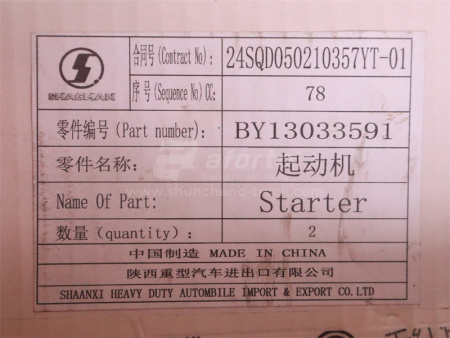 SHACMAN
合同号(Contract No): 24SQD050210357YT-01
序号(Sequence No)CC: 78
零件编号(Part number): BY13033591
零件名称: 起动机
Name Of Part: Starter
数量(quantity): 2
中国制造 MADE IN CHINA
陕西重型汽车进出口有限公司
SHAANXI HEAVY DUTY AUTOMBILE IMPORT & EXPORT CO.LTD